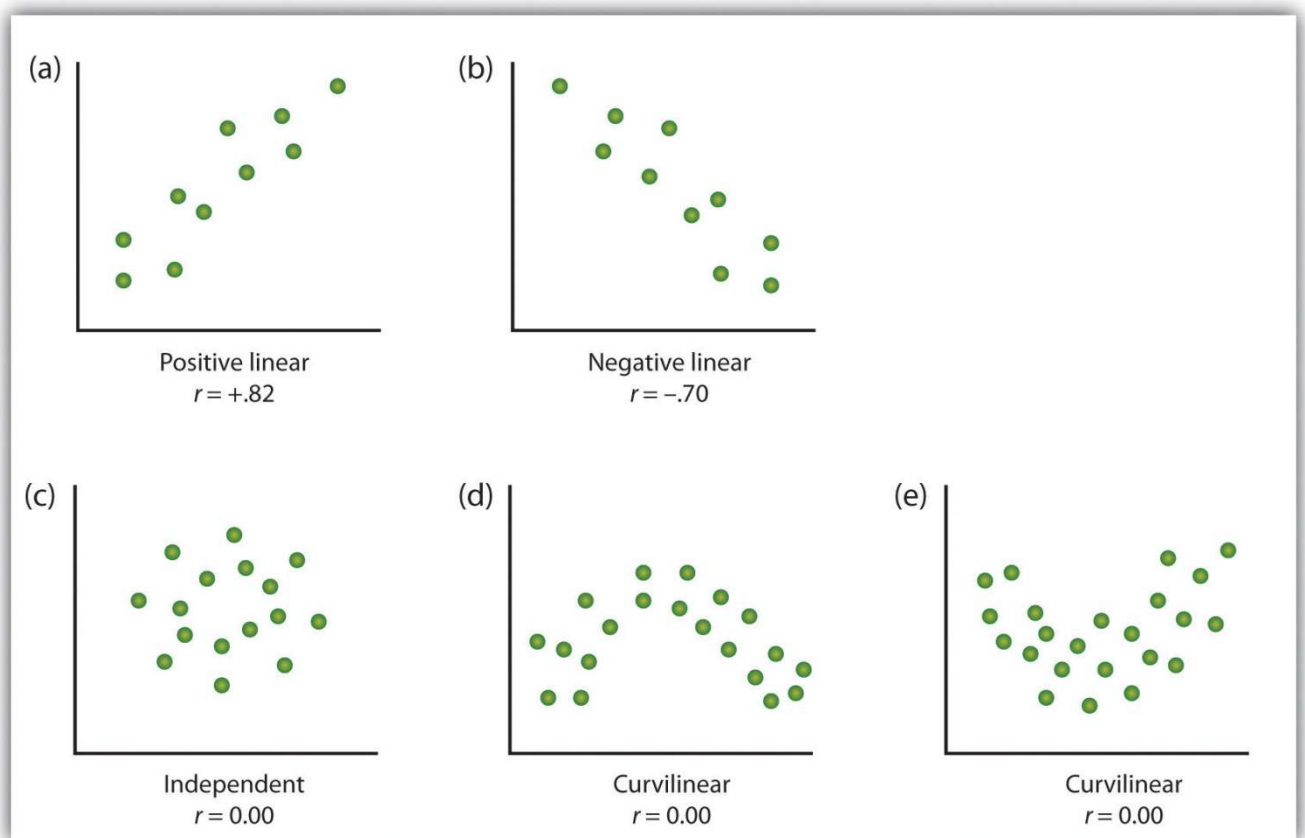 (a)
Positive linear
r = +.82
(b)
Negative linear
r = –.70
(c)
Independent
r = 0.00
(d)
Curvilinear
r = 0.00
(e)
Curvilinear
r = 0.00